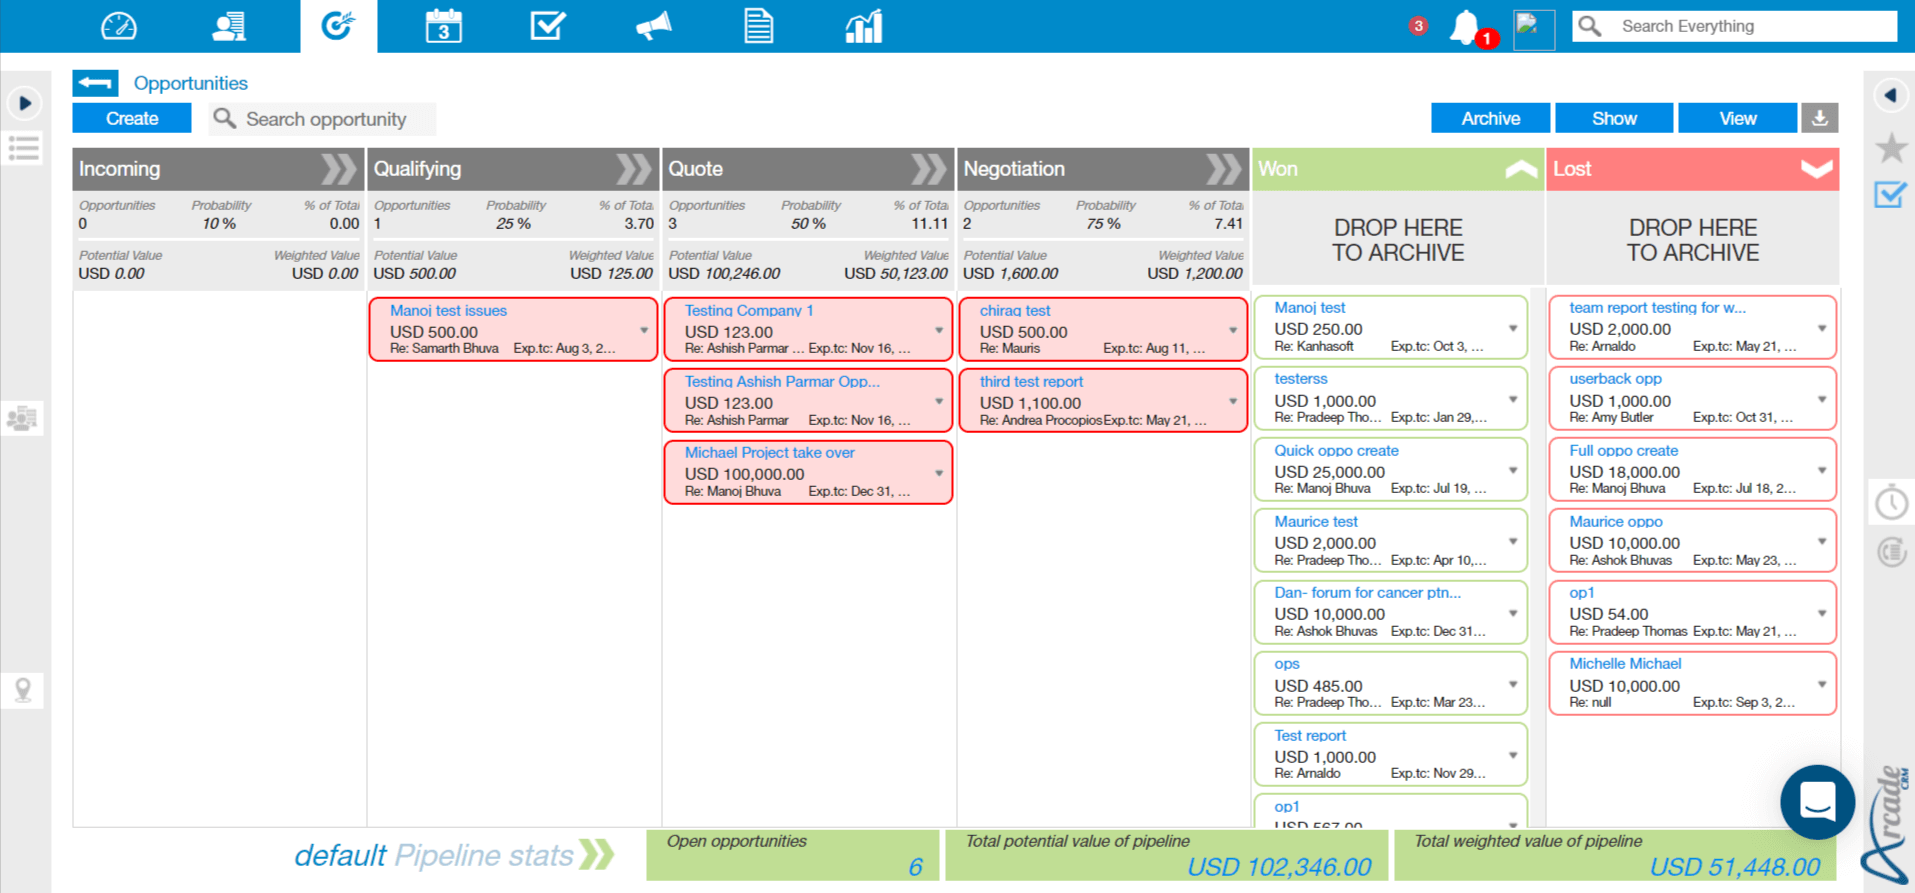 3
3
1
Search Everything
Opportunities
Create
Search opportunity
Archive
Show
View
Incoming
Opportunities Probability % of Total
0 10 % 0.00
Potential Value Weighted Value
USD 0.00 USD 0.00
Qualifying
Opportunities Probability % of Tota
1 25 % 3.70
Potential Value Weighted Value
USD 500.00 USD 125.00
Manoj test issues
USD 500.00
Re: Samarth Bhuva Exp.tc: Aug 3, 2...
Quote
Opportunities Probability % of Tota
3 50 % 11.11
Potential Value Weighted Value
USD 100,246.00 USD 50,123.00
Testing Company 1
USD 123.00
Re: Ashish Parmar ... Exp.tc: Nov 16, ...
Testing Ashish Parmar Opp...
USD 123.00
Re: Ashish Parmar Exp.tc: Nov 16, ...
Michael Project take over
USD 100,000.00
Re: Manoj Bhuva Exp.tc: Dec 31, ...
Negotiation
Opportunities Probability % of Tota
2 75 % 7.41
Potential Value Weighted Value
USD 1,600.00 USD 1,200.00
chirag test
USD 500.00
Re: Mauris Exp.tc: Aug 11, ...
third test report
USD 1,100.00
Re: Andrea Procopios Exp.tc: May 21, ...
Won
DROP HERE
TO ARCHIVE
Manoj test
USD 250.00
Re: Kanhasoft Exp.tc: Oct 3, ...
testerss
USD 1,000.00
Re: Pradeep Tho... Exp.tc: Jan 29,...
Quick oppo create
USD 25,000.00
Re: Manoj Bhuva Exp.tc: Jul 19, ...
Maurice test
USD 2,000.00
Re: Pradeep Tho... Exp.tc: Apr 10,...
Dan- forum for cancer ptn...
USD 10,000.00
Re: Ashok Bhuvas Exp.tc: Dec 31...
ops
USD 485.00
Re: Pradeep Tho... Exp.tc: Mar 23...
Test report
USD 1,000.00
Re: Arnaldo Exp.tc: Nov 29...
op1
USD 567.00
Lost
DROP HERE
TO ARCHIVE
team report testing for w...
USD 2,000.00
Re: Arnaldo Exp.tc: May 21, ...
userback opp
USD 1,000.00
Re: Amy Butler Exp.tc: Oct 31, ...
Full oppo create
USD 18,000.00
Re: Manoj Bhuva Exp.tc: Jul 18, 2...
Maurice oppo
USD 10,000.00
Re: Ashok Bhuvas Exp.tc: May 23, ...
op1
USD 54.00
Re: Pradeep Thomas Exp.tc: May 21, ...
Michelle Michael
USD 10,000.00
Re: null Exp.tc: Sep 3, 2...
default Pipeline stats
Open opportunities
6
Total potential value of pipeline
USD 102,346.00
Total weighted value of pipeline
USD 51,448.00
Arcade
CRM